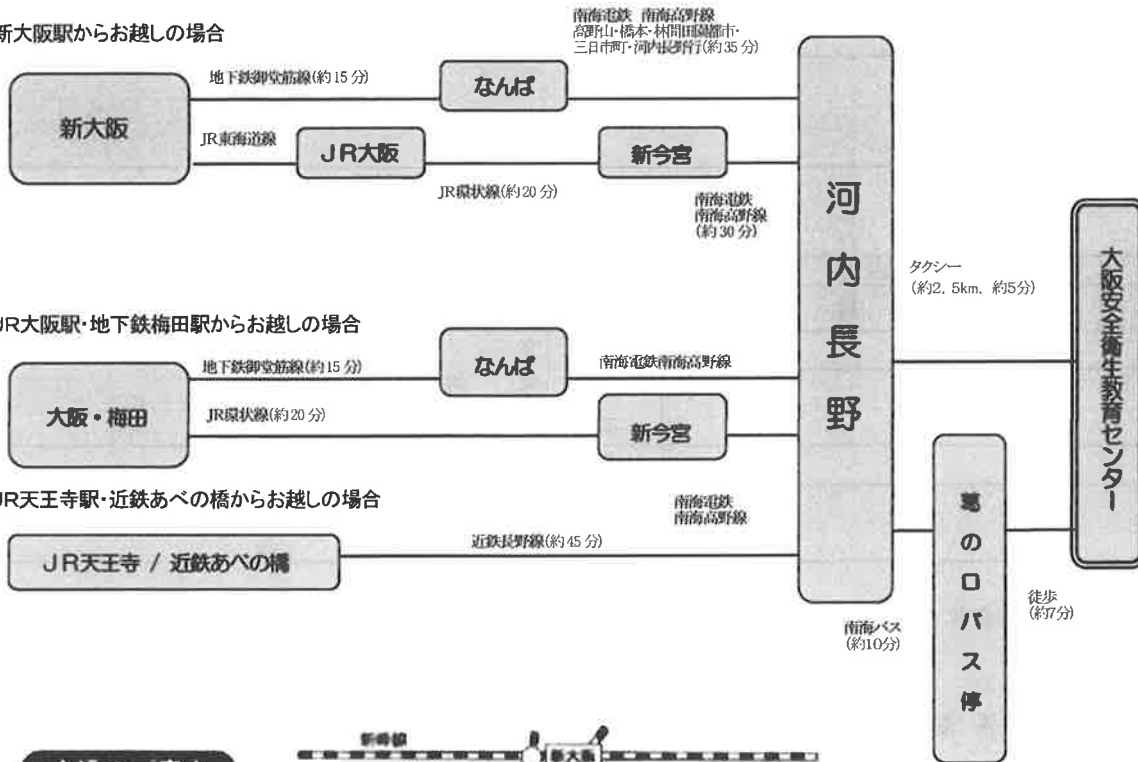 新大阪駅からお越しの場合
南海電鉄 南海高野線
高野山・橋本・林間田園都市・
三日市町・河内長野行(約35分)
地下鉄御堂筋線(約15分)
なんば
新大阪
JR東海道線
JR大阪
新今宮
JR環状線(約20分)
南海電鉄
南海高野線
(約30分)
河内長野
タクシー
(約2.5km、約5分)
大阪安全衛生教育センター
JR大阪駅・地下鉄梅田駅からお越しの場合
地下鉄御堂筋線(約15分)
なんば
南海電鉄南海高野線
大阪・梅田
JR環状線(約20分)
新今宮
JR天王寺駅・近鉄あべの橋からお越しの場合
南海電鉄
南海高野線
近鉄長野線(約45分)
JR天王寺 / 近鉄あべの橋
葛の口バス停
南海バス
(約10分)
徒歩
(約7分)
新幹線
新大阪